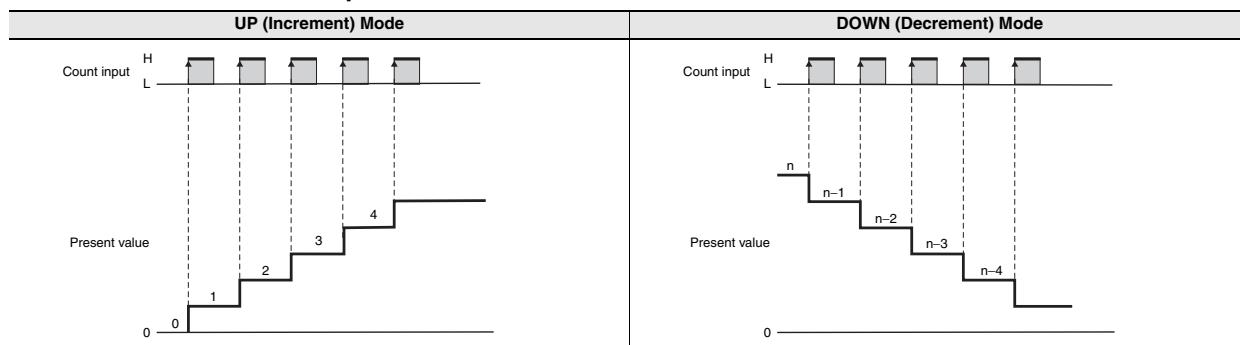 UP (Increment) Mode
DOWN (Decrement) Mode
Count input
H
L
Present value
4
3
2
1
0
0
Count input
H
L
n
n–1
n–2
n–3
n–4
Present value
0